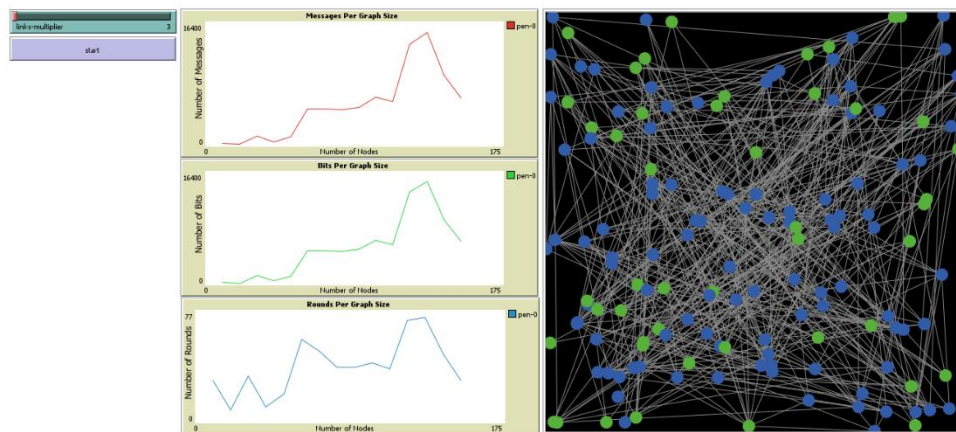 links-multiplier 3
start
Messages Per Graph Size
16400
Number of Messages
0
0
Number of Nodes
175
pen-0
Bits Per Graph Size
16400
Number of Bits
0
0
Number of Nodes
175
pen-0
Rounds Per Graph Size
77
Number of Rounds
0
0
Number of Nodes
175
pen-0